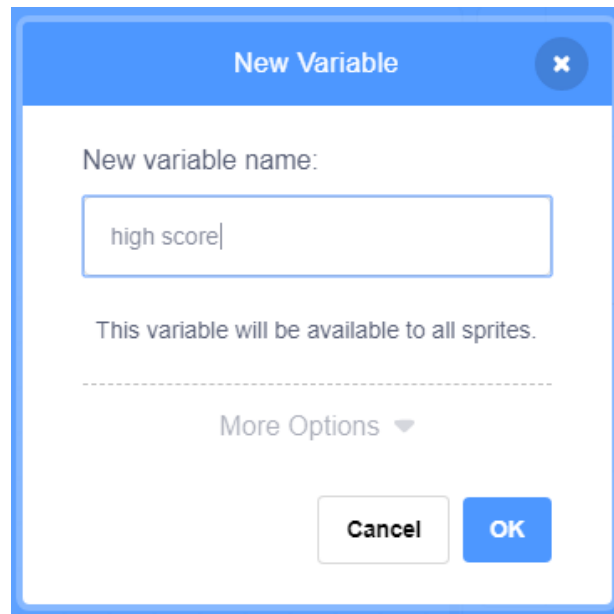 New Variable
New variable name:
high score
This variable will be available to all sprites.
More Options
Cancel OK